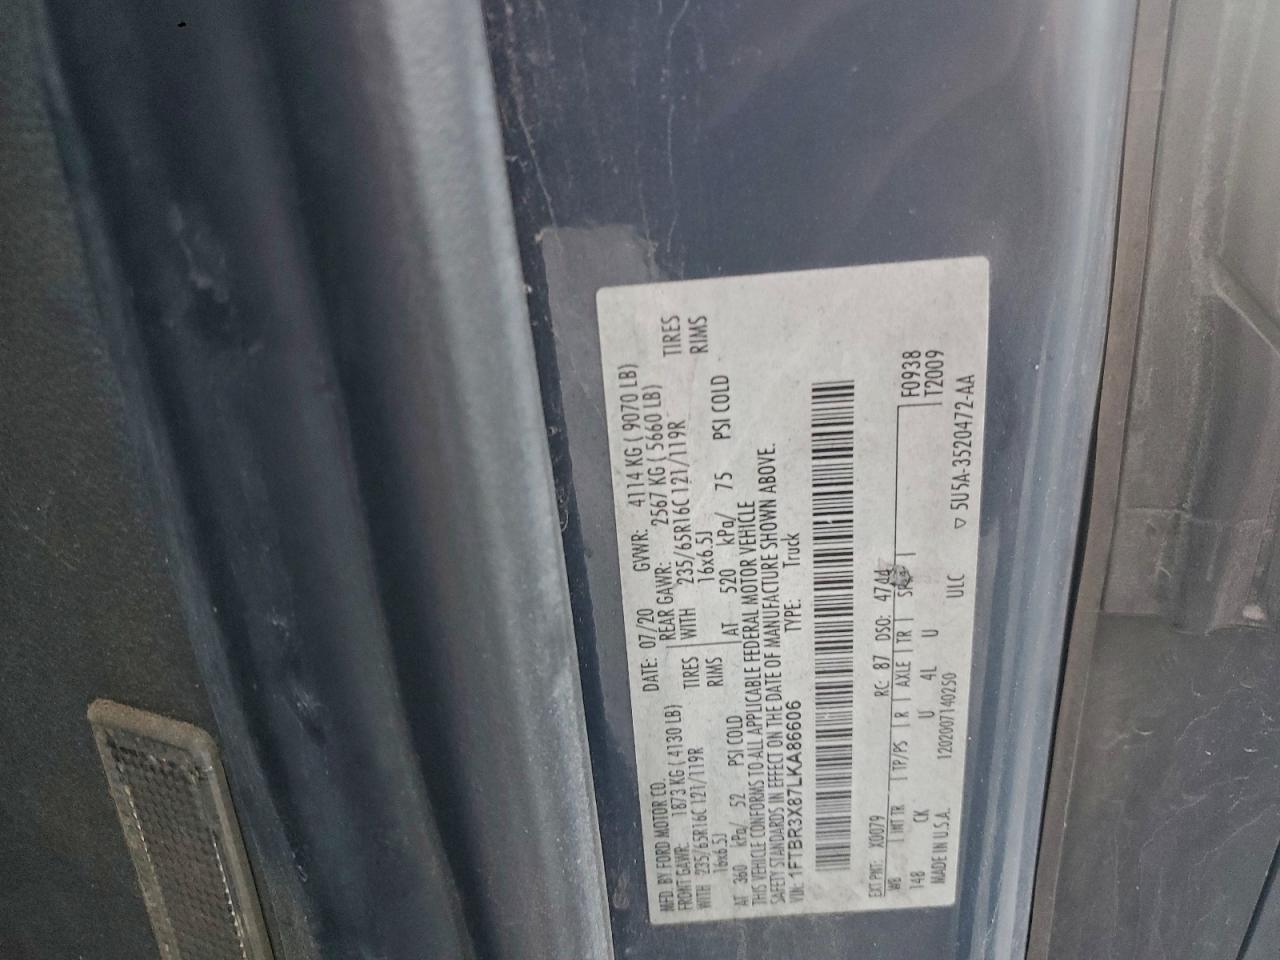 MFD. BY FORD MOTOR CO. DATE: 07/20 GVWR: 4114 KG ( 9070 LB)
FRONT GAWR: 1873 KG ( 4130 LB) REAR GAWR: 2567 KG ( 5660 LB)
WITH 235/65R16C 121/119R TIRES WITH 235/65R16C 121/119R TIRES
16x6.5J RIMS 16x6.5J RIMS
AT 360 kPa/ 52 PSI COLD AT 520 kPa/ 75 PSI COLD
THIS VEHICLE CONFORMS TO ALL APPLICABLE FEDERAL MOTOR VEHICLE
SAFETY STANDARDS IN EFFECT ON THE DATE OF MANUFACTURE SHOWN ABOVE.
VIN: 1FTBR3X87LKA86606 TYPE: Truck
EXT PNT: X0079 RC: 87 DSO: 4744 F0938
WB INT TR TP/PS R AXLE TR T2009
148 CK U 4L U
MADE IN U.S.A. 1202007140250 ULC ▽ 5U5A-3520472-AA